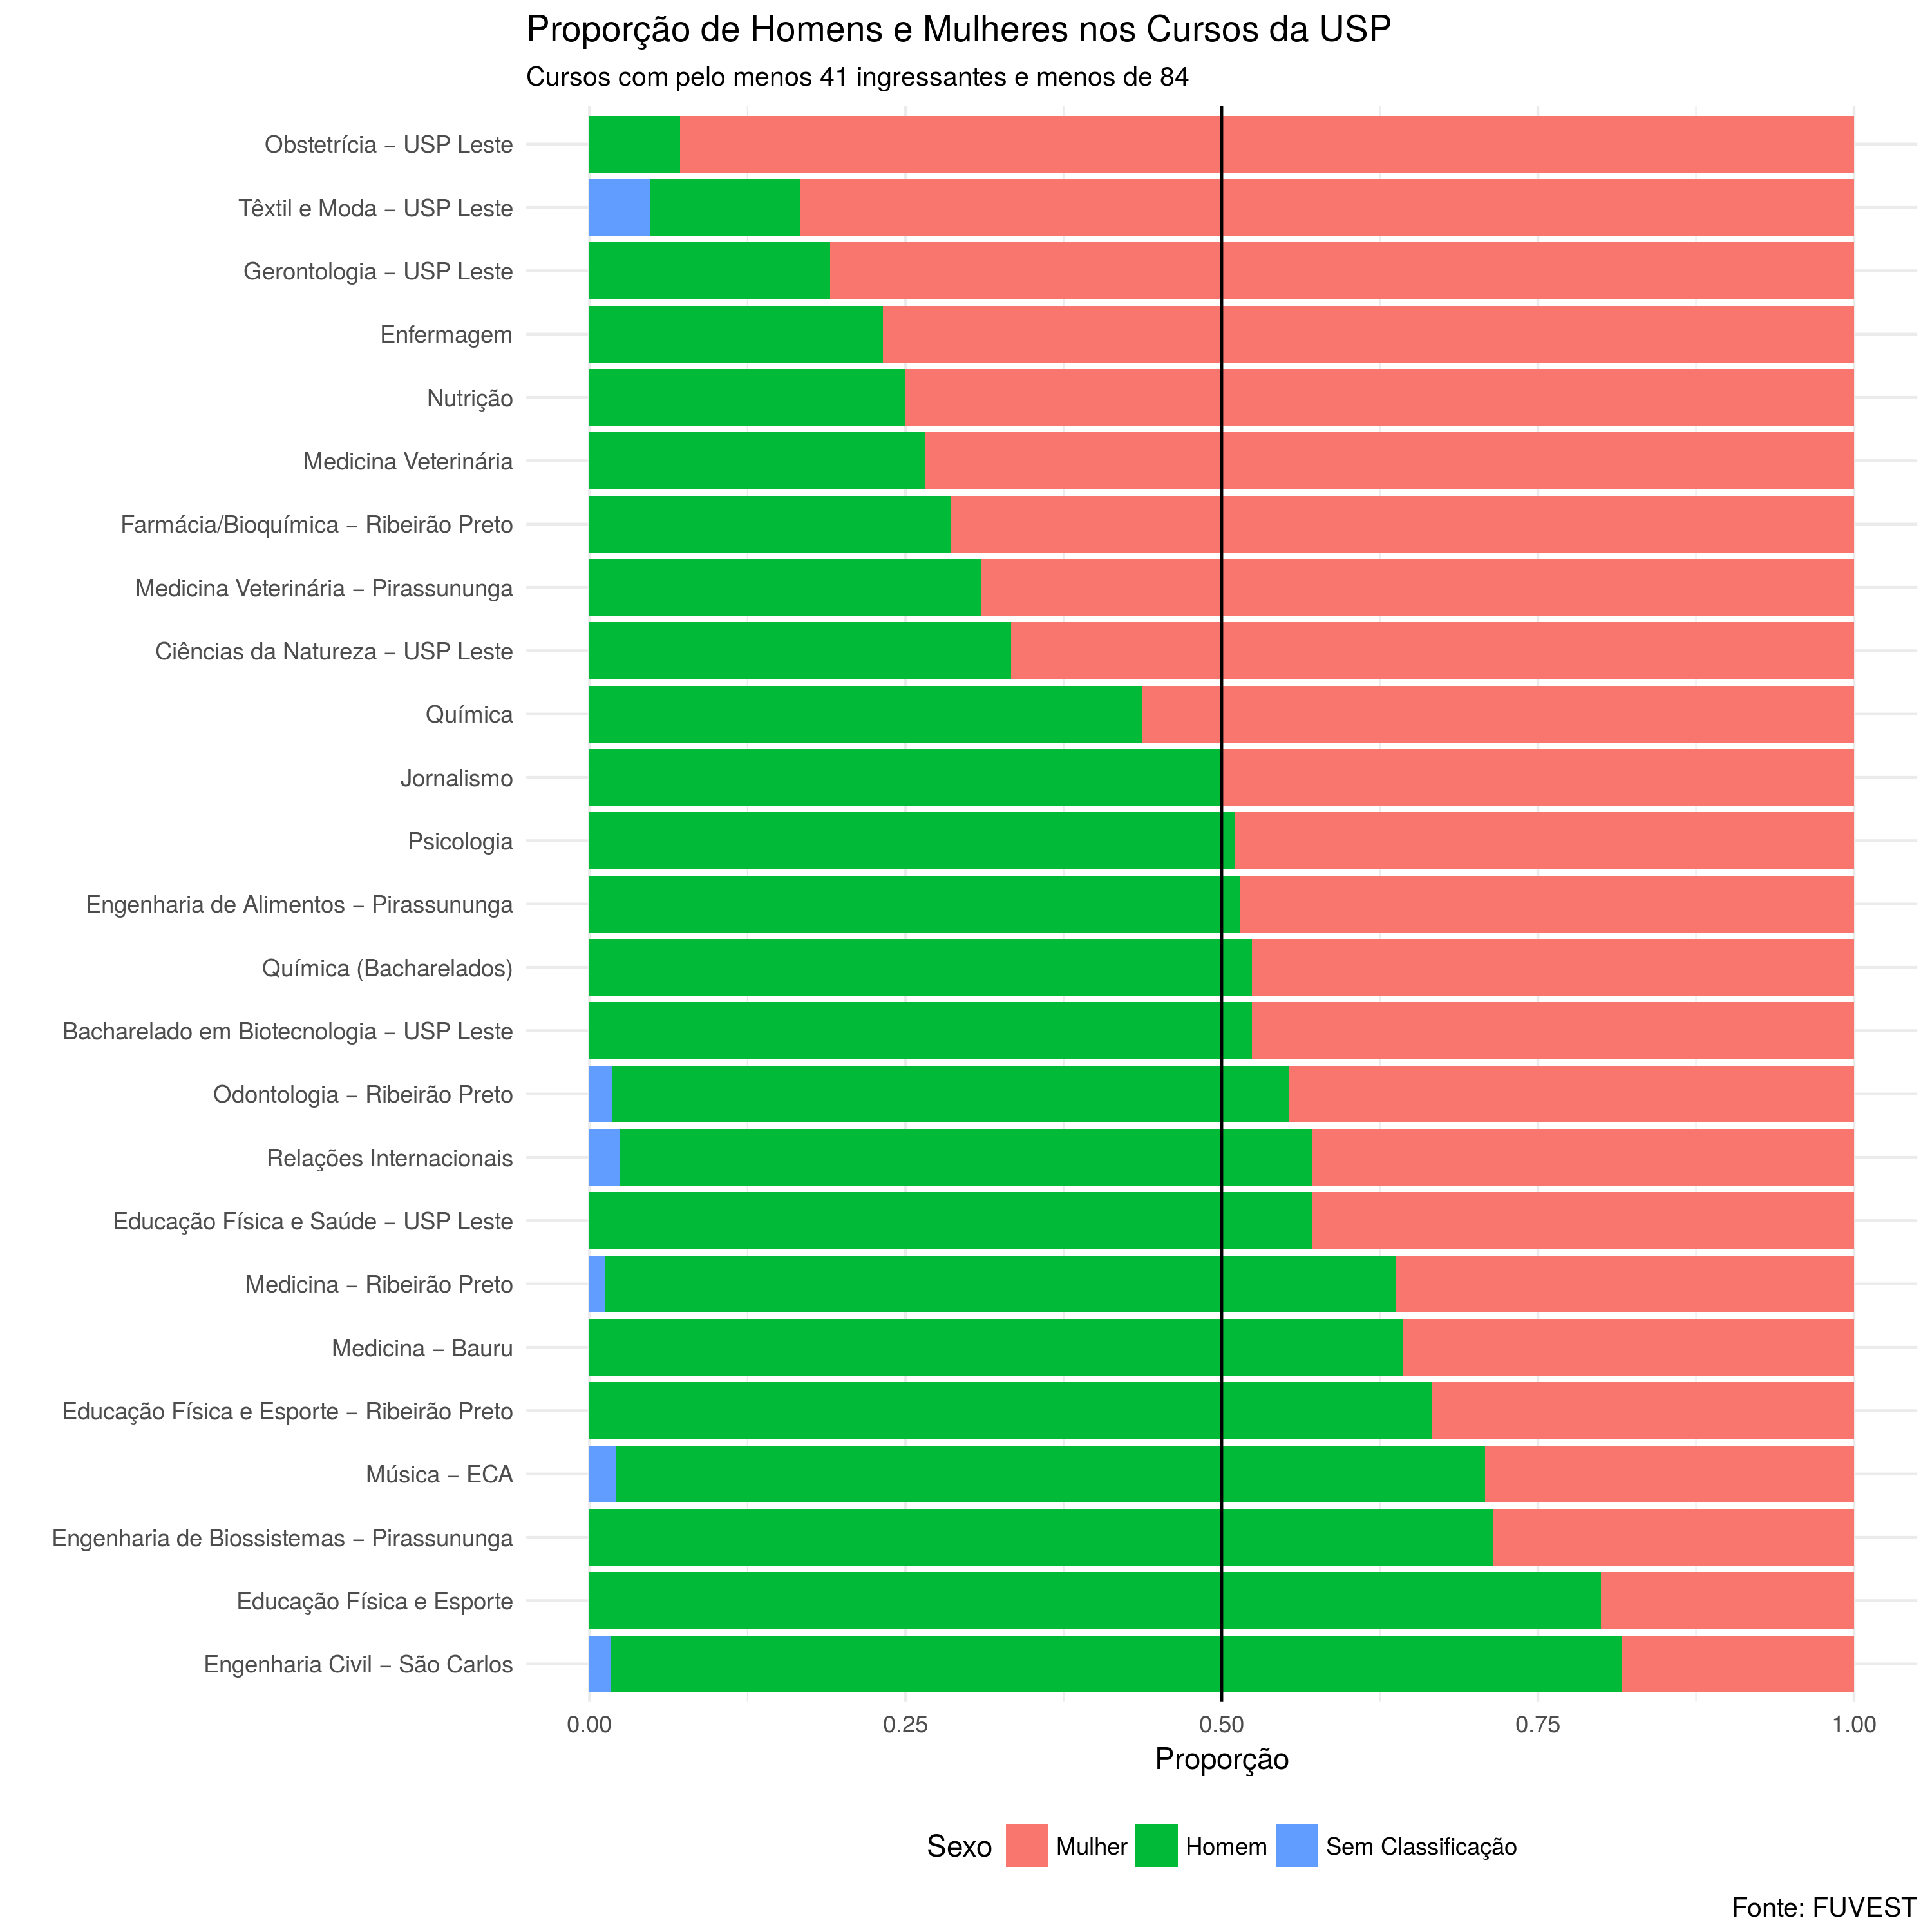 Proporção de Homens e Mulheres nos Cursos da USP
Cursos com pelo menos 41 ingressantes e menos de 84
Obstetrícia − USP Leste
Têxtil e Moda − USP Leste
Gerontologia − USP Leste
Enfermagem
Nutrição
Medicina Veterinária
Farmácia/Bioquímica − Ribeirão Preto
Medicina Veterinária − Pirassununga
Ciências da Natureza − USP Leste
Química
Jornalismo
Psicologia
Engenharia de Alimentos − Pirassununga
Química (Bacharelados)
Bacharelado em Biotecnologia − USP Leste
Odontologia − Ribeirão Preto
Relações Internacionais
Educação Física e Saúde − USP Leste
Medicina − Ribeirão Preto
Medicina − Bauru
Educação Física e Esporte − Ribeirão Preto
Música − ECA
Engenharia de Biossistemas − Pirassununga
Educação Física e Esporte
Engenharia Civil − São Carlos
0.00 0.25 0.50 0.75 1.00
Proporção
Sexo Mulher Homem Sem Classificação
Fonte: FUVEST